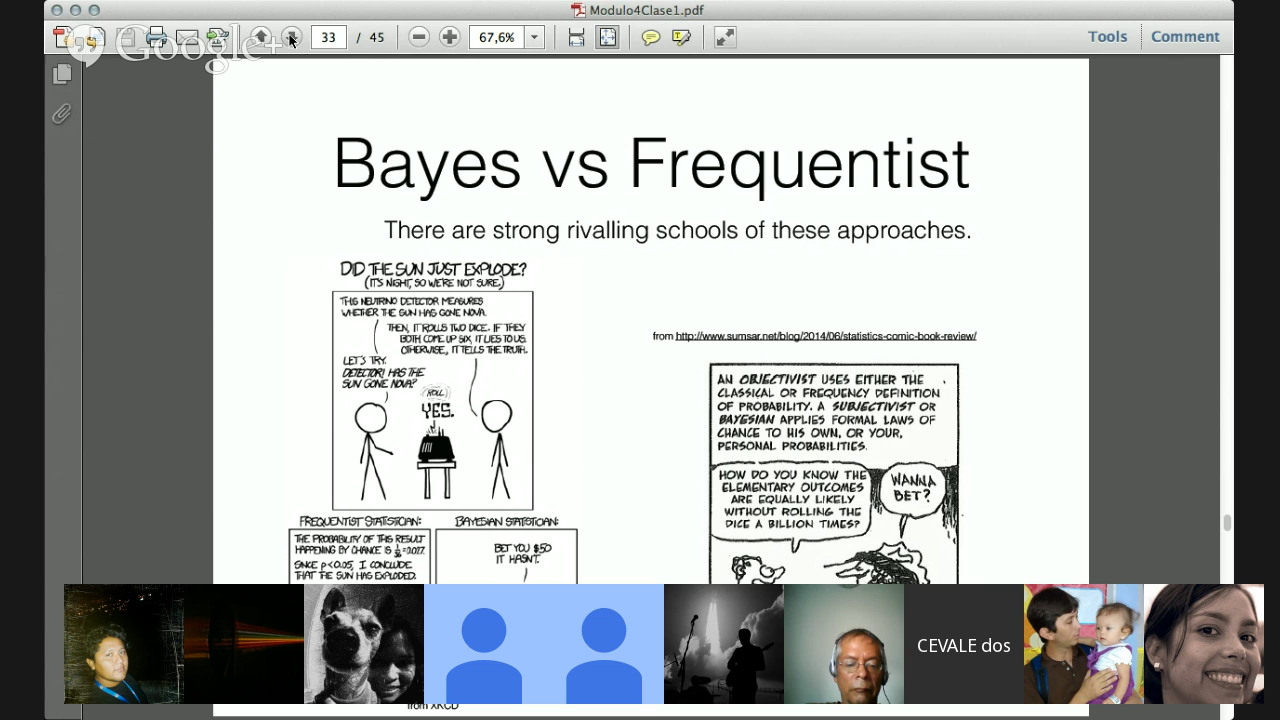 Modulo4Clase1.pdf
Google+
33 / 45
67,6%
Tools
Comment
Bayes vs Frequentist
There are strong rivalling schools of these approaches.
DID THE SUN JUST EXPLODE?
(IT'S NIGHT, SO WE'RE NOT SURE.)
THIS NEUTRINO DETECTOR MEASURES
WHETHER THE SUN HAS GONE NOVA.
THEN, IT ROLLS TWO DICE. IF THEY
BOTH COME UP SIX, IT LIES TO US.
OTHERWISE, IT TELLS THE TRUTH.
LET'S TRY.
DETECTOR! HAS THE
SUN GONE NOVA?
ROLL
YES.
FREQUENTIST STATISTICIAN:
THE PROBABILITY OF THIS RESULT
HAPPENING BY CHANCE IS 1/36=0.027.
SINCE p<0.05, I CONCLUDE
THAT THE SUN HAS EXPLODED.
BAYESIAN STATISTICIAN:
BET YOU $50
IT HASN'T.
from http://www.sumsar.net/blog/2014/06/statistics-comic-book-review/
AN OBJECTIVIST USES EITHER THE
CLASSICAL OR FREQUENCY DEFINITION
OF PROBABILITY. A SUBJECTIVIST OR
BAYESIAN APPLIES FORMAL LAWS OF
CHANCE TO HIS OWN, OR YOUR,
PERSONAL PROBABILITIES.
HOW DO YOU KNOW THE
ELEMENTARY OUTCOMES
ARE EQUALLY LIKELY
WITHOUT ROLLING THE
DICE A BILLION TIMES?
WANNA
BET?
CEVALE dos
from XKCD